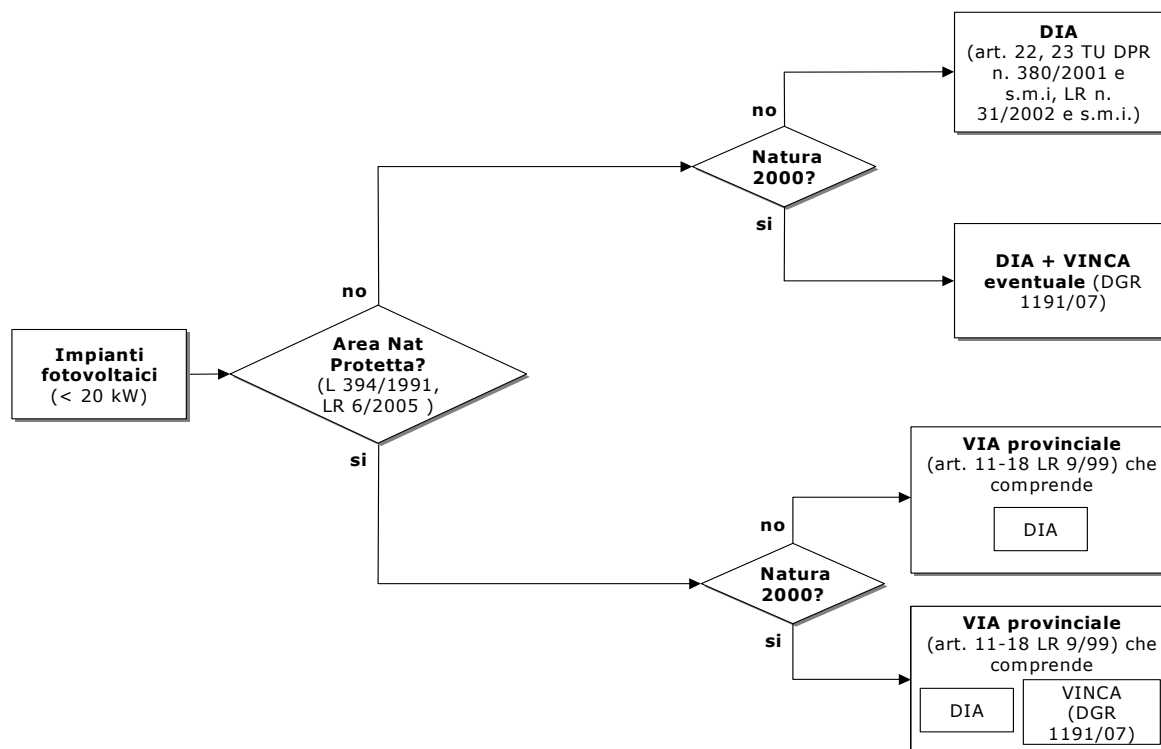 DIA
(art. 22, 23 TU DPR
n. 380/2001 e
s.m.i, LR n.
31/2002 e s.m.i.)
no
Natura
2000?
si
DIA + VINCA
eventuale (DGR
1191/07)
no
Impianti
fotovoltaici
(< 20 kW)
Area Nat
Protetta?
(L 394/1991,
LR 6/2005 )
si
VIA provinciale
(art. 11-18 LR 9/99) che
comprende
DIA
no
Natura
2000?
si
VIA provinciale
(art. 11-18 LR 9/99) che
comprende
DIA
VINCA
(DGR
1191/07)